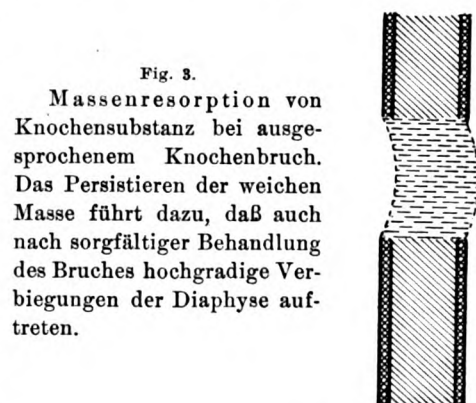 Fig. 3.
Massenresorption von
Knochensubstanz bei ausge-
sprochenem Knochenbruch.
Das Persistieren der weichen
Masse führt dazu, daß auch
nach sorgfältiger Behandlung
des Bruches hochgradige Ver-
biegungen der Diaphyse auf-
treten.